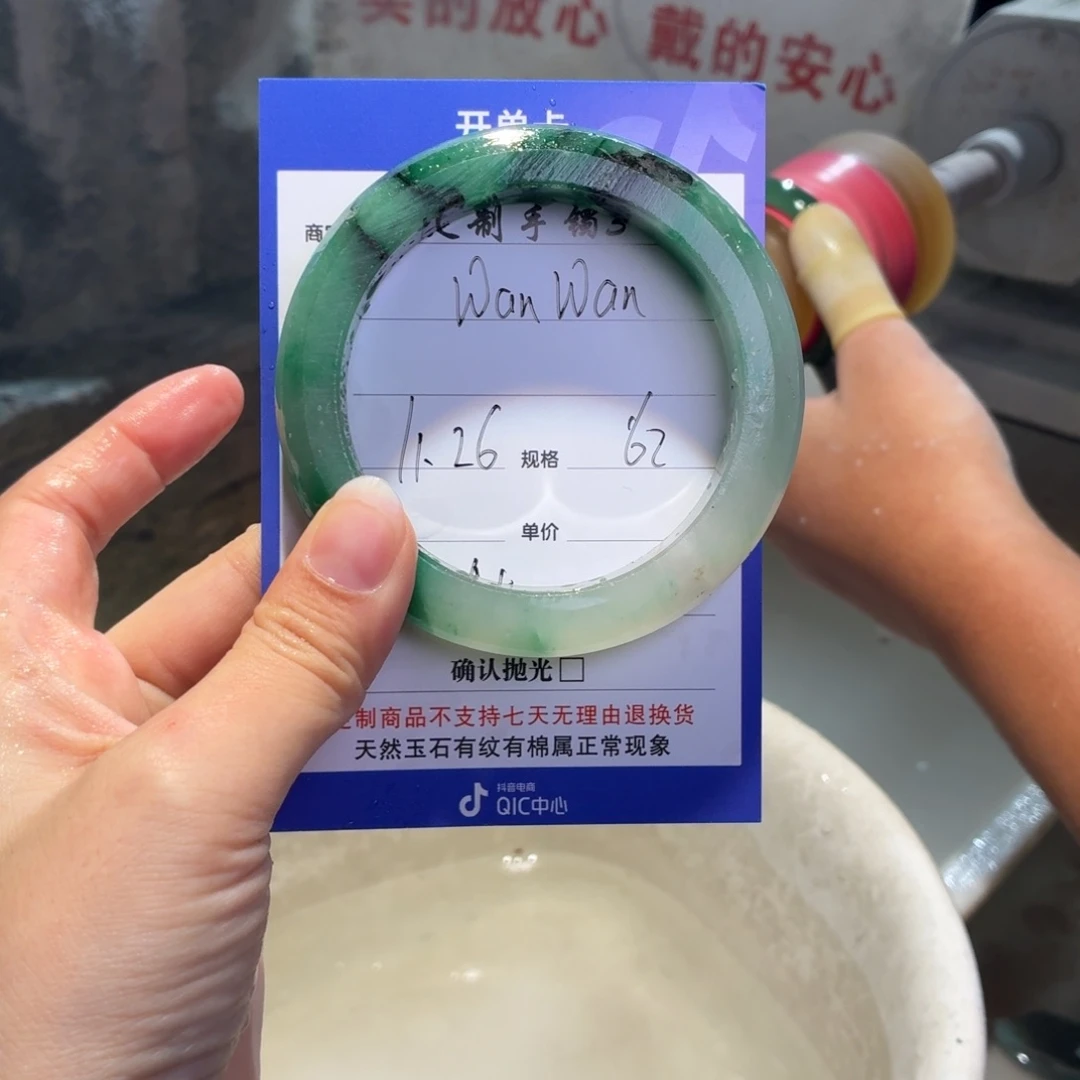 美的放心 戴的安心
开单卡
制手镯3
Wan Wan
11.26 规格 62
单价
确认抛光□
制商品不支持七天无理由退换货
天然玉石有纹有棉属正常现象
抖音电商
QIC中心